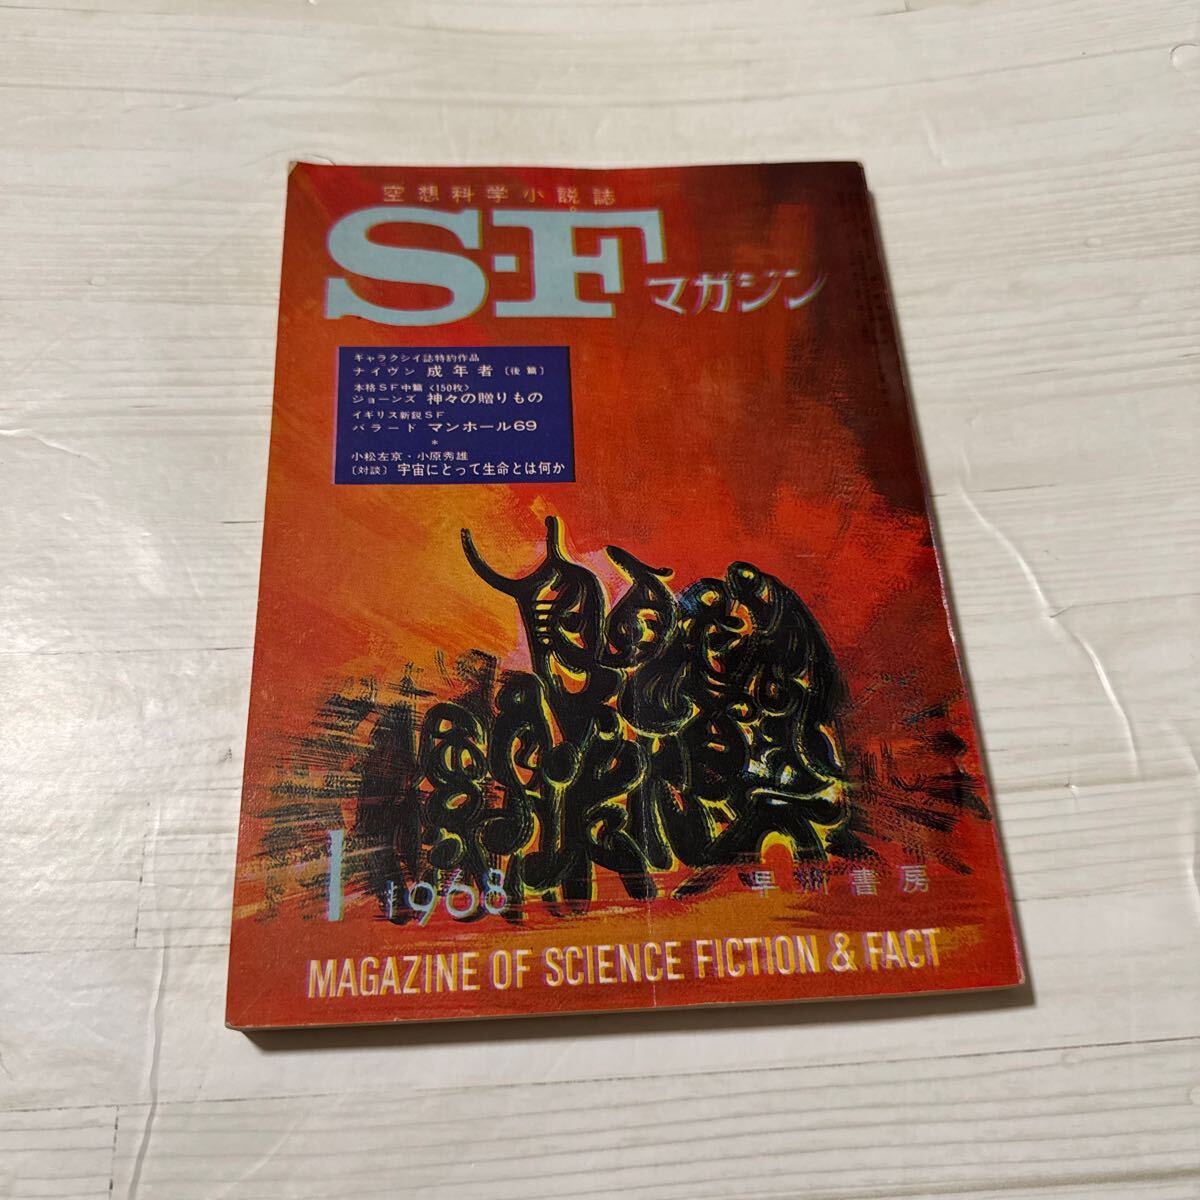 空想科学小説誌
S-Fマガジン
ギャラクシイ誌特約作品
ナイヴン 成年者〔後篇〕
本格SF中篇〈150枚〉
ジョーンズ 神々の贈りもの
イギリス新鋭SF
バラード マンホール69
*
小松左京・小原秀雄
〔対談〕 宇宙にとって生命とは何か
1 1968
早川書房
MAGAZINE OF SCIENCE FICTION & FACT